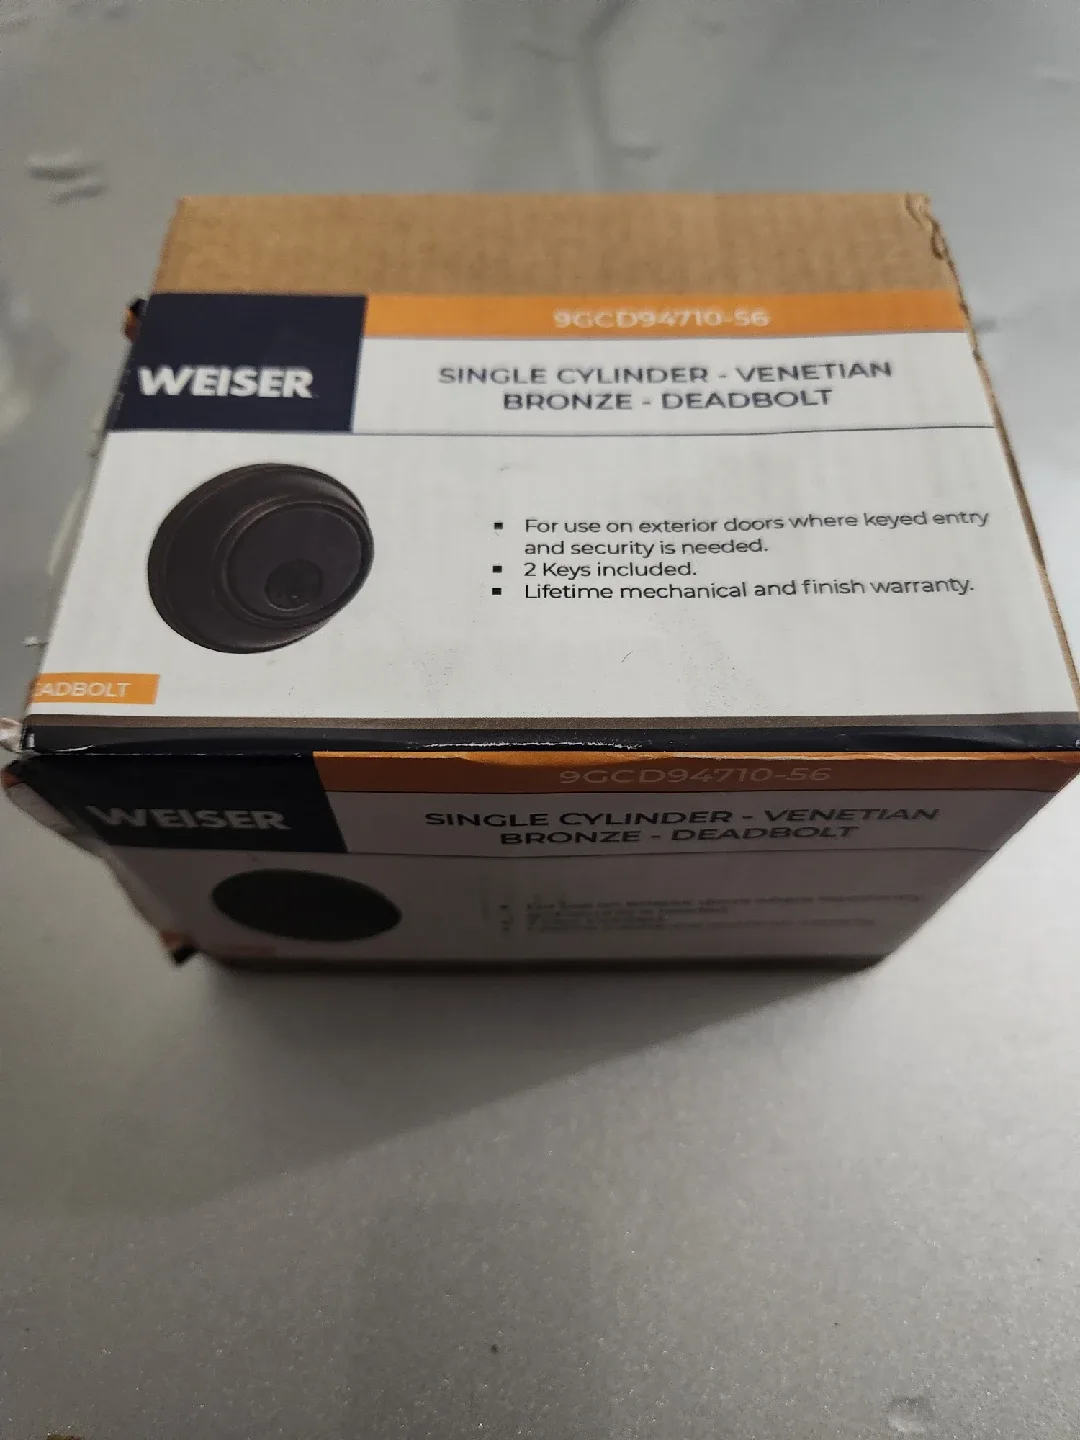 9GCD94710-56
WEISER
SINGLE CYLINDER - VENETIAN
BRONZE - DEADBOLT
▪ For use on exterior doors where keyed entry
and security is needed.
▪ 2 Keys included.
▪ Lifetime mechanical and finish warranty.
ADBOLT
9GCD94710-56
WEISER
SINGLE CYLINDER - VENETIAN
BRONZE - DEADBOLT